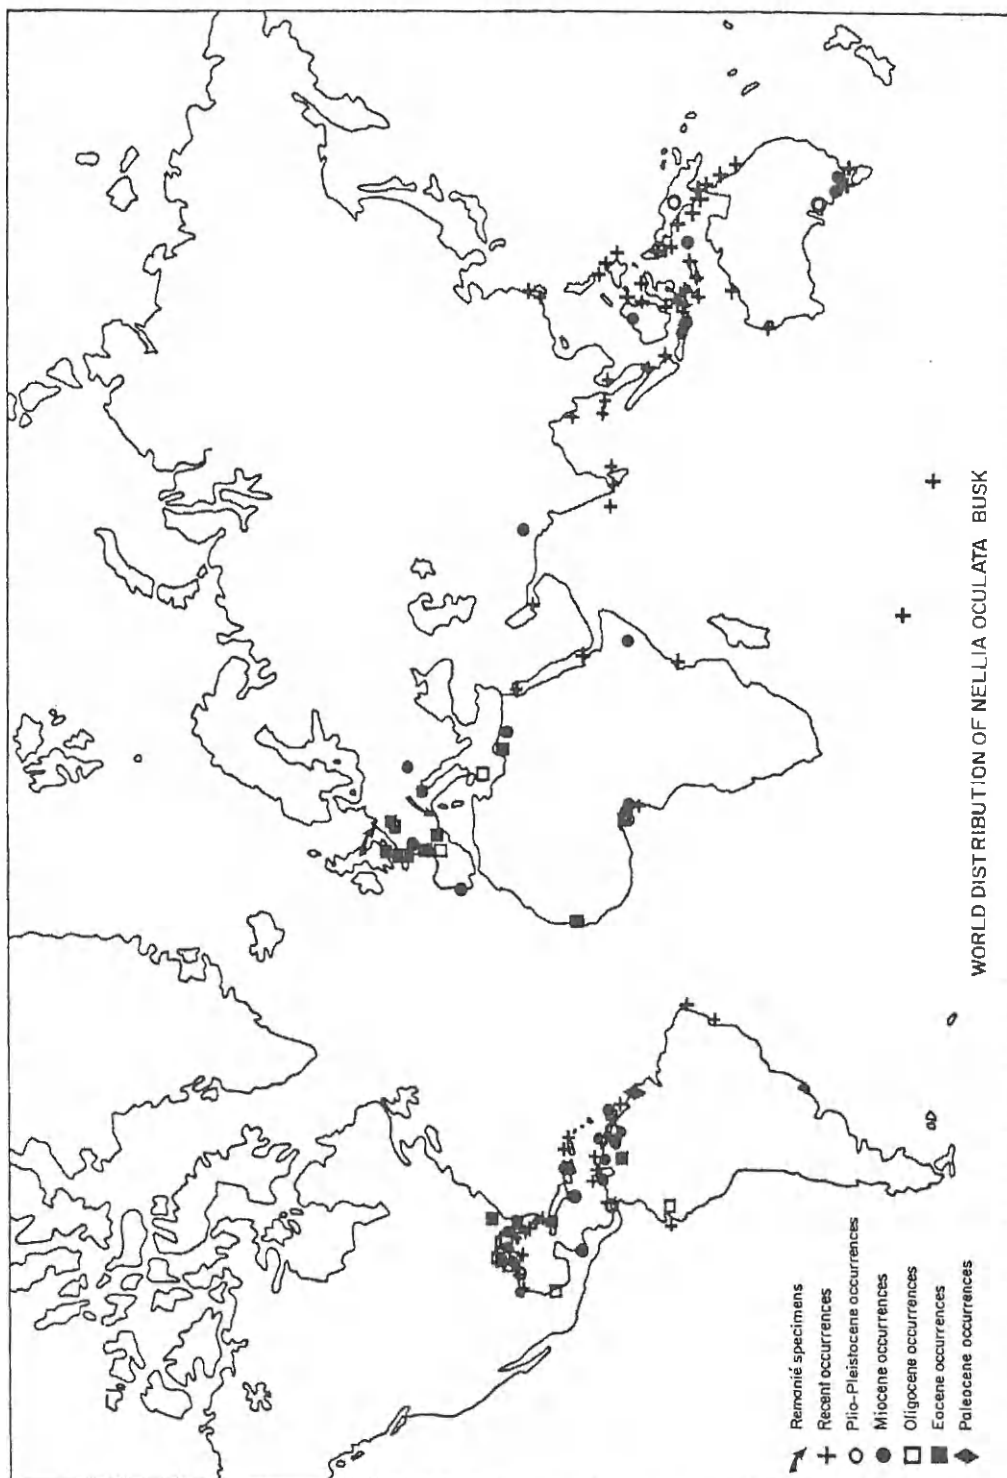 Remanié specimens
Recent occurrences
Plio-Pleistocene occurrences
Miocene occurrences
Oligocene occurrences
Eocene occurrences
Paleocene occurrences
WORLD DISTRIBUTION OF NELLIA OCULATA BUSK